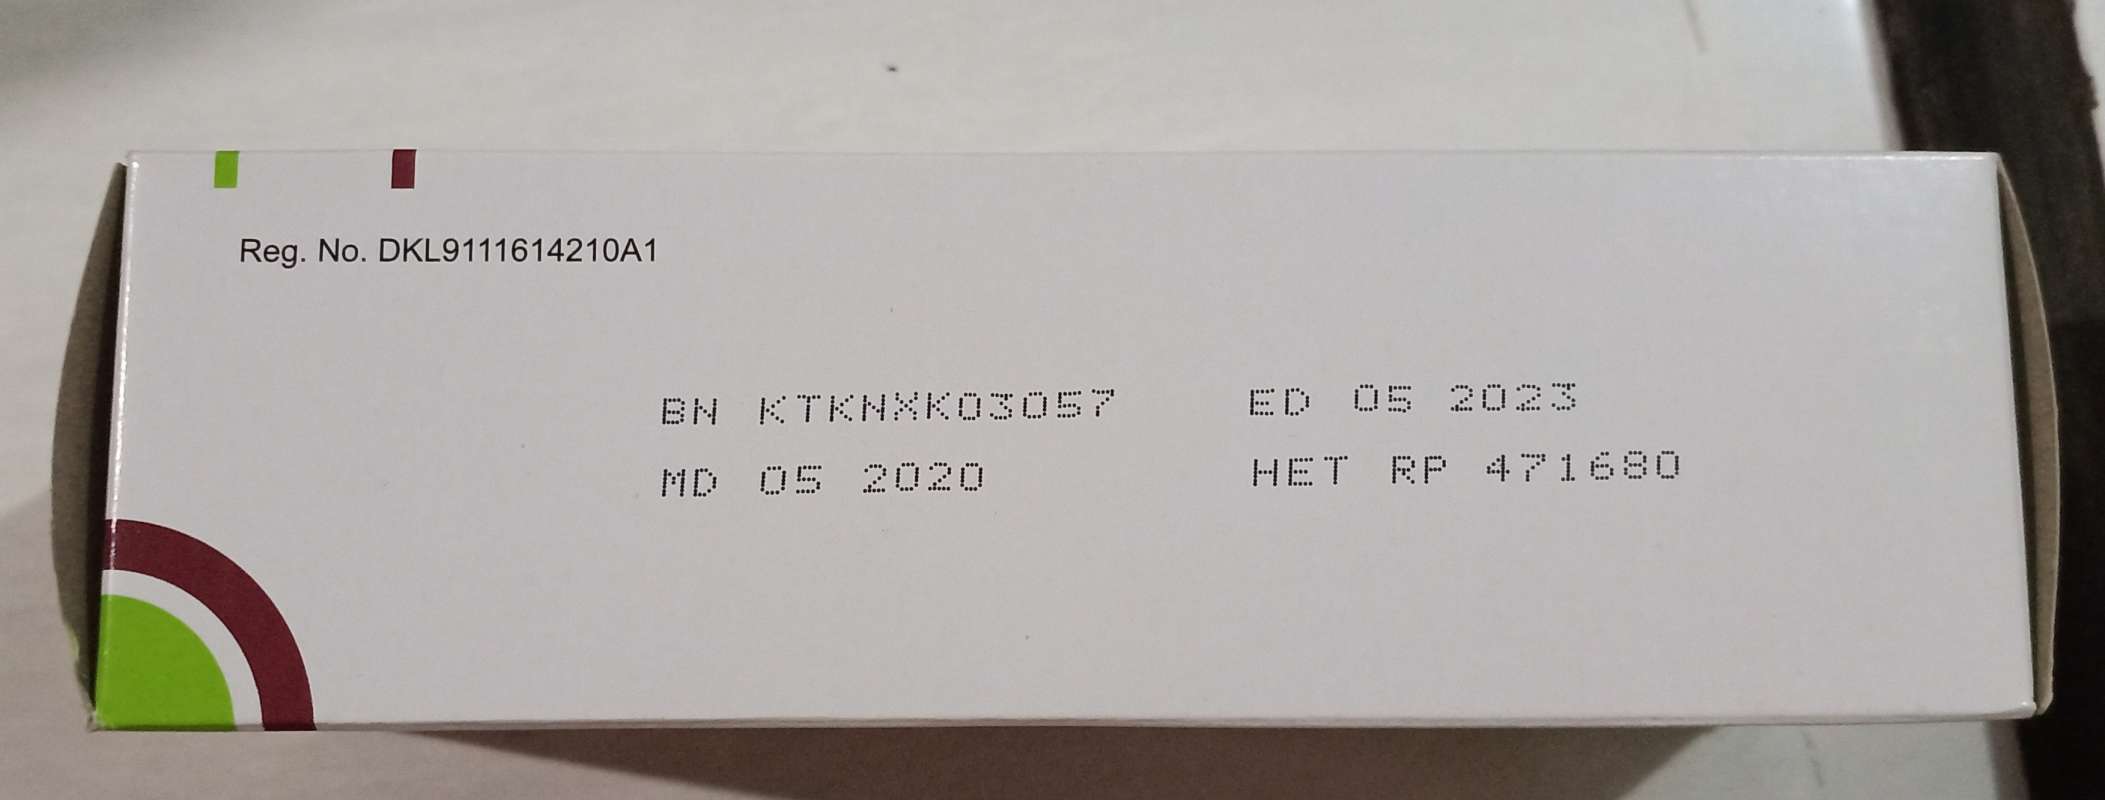 Reg. No. DKL9111614210A1
BN KTKNXK03057 ED 05 2023
MD 05 2020 HET RP 471680